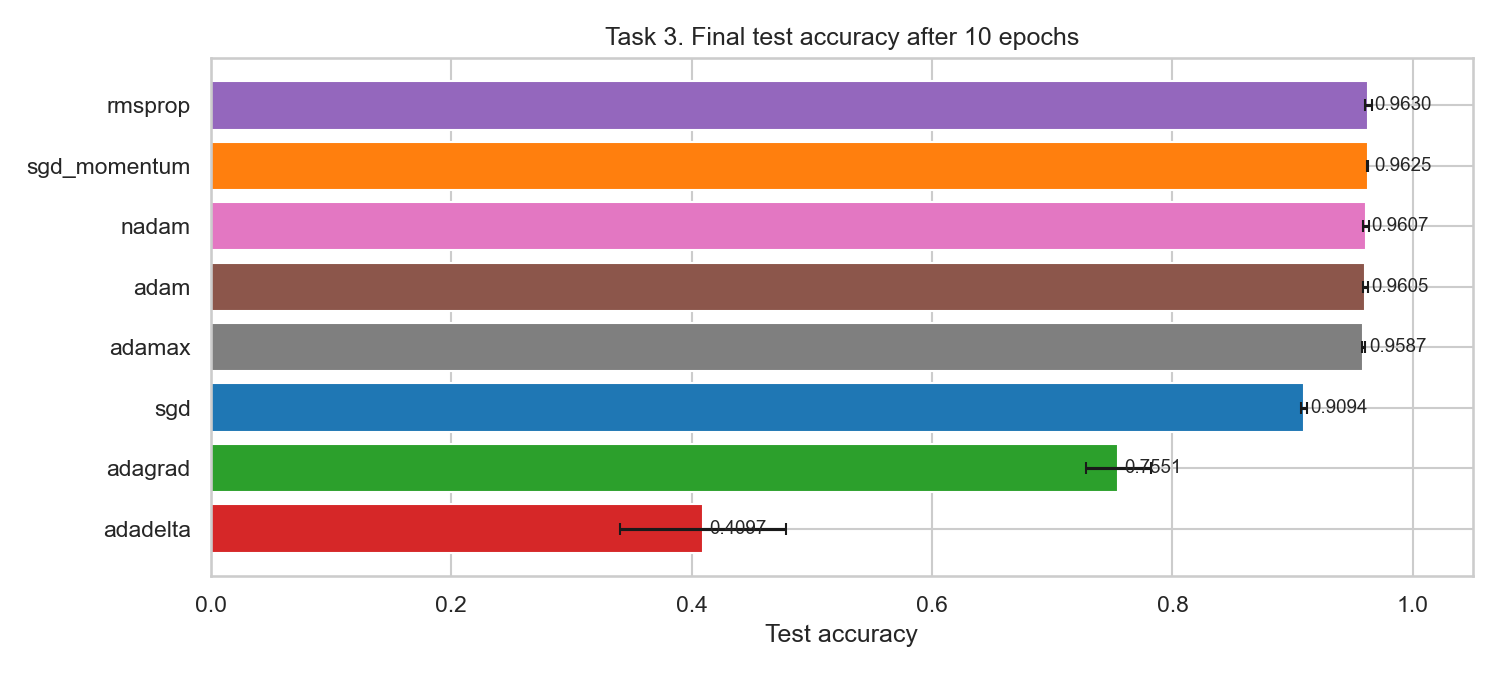 Task 3. Final test accuracy after 10 epochs
rmsprop 0.9630
sgd_momentum 0.9625
nadam 0.9607
adam 0.9605
adamax 0.9587
sgd 0.9094
adagrad 0.7551
adadelta 0.4097
0.0 0.2 0.4 0.6 0.8 1.0
Test accuracy